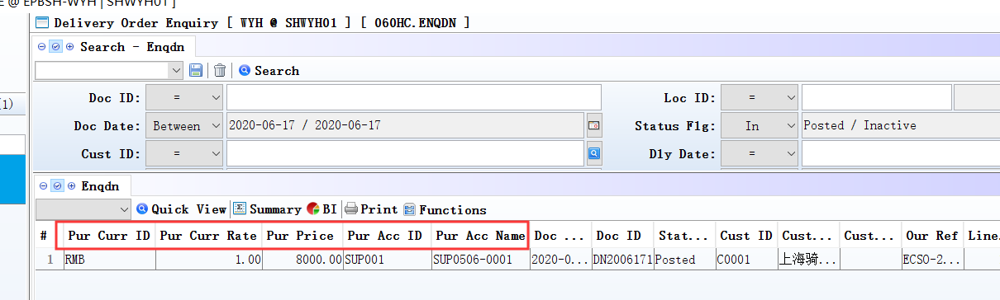 E @ EPBSH-WYH | SHWYH01 ]
Delivery Order Enquiry [ WYH @ SHWYH01 ] [ 060HC.ENQDN ]
Search - Enqdn
Search
(1)
Doc ID: = Loc ID: =
Doc Date: Between 2020-06-17 / 2020-06-17 Status Flg: In Posted / Inactive
Cust ID: = Dly Date: =
Enqdn
Quick View Summary BI Print Functions
# Pur Curr ID Pur Curr Rate Pur Price Pur Acc ID Pur Acc Name Doc ... Doc ID Stat... Cust ID Cust... Cust... Our Ref Line.
1 RMB 1.00 8000.00 SUP001 SUP0506-0001 2020-0... DN2006171 Posted C0001 上海骑... ECSO-2...